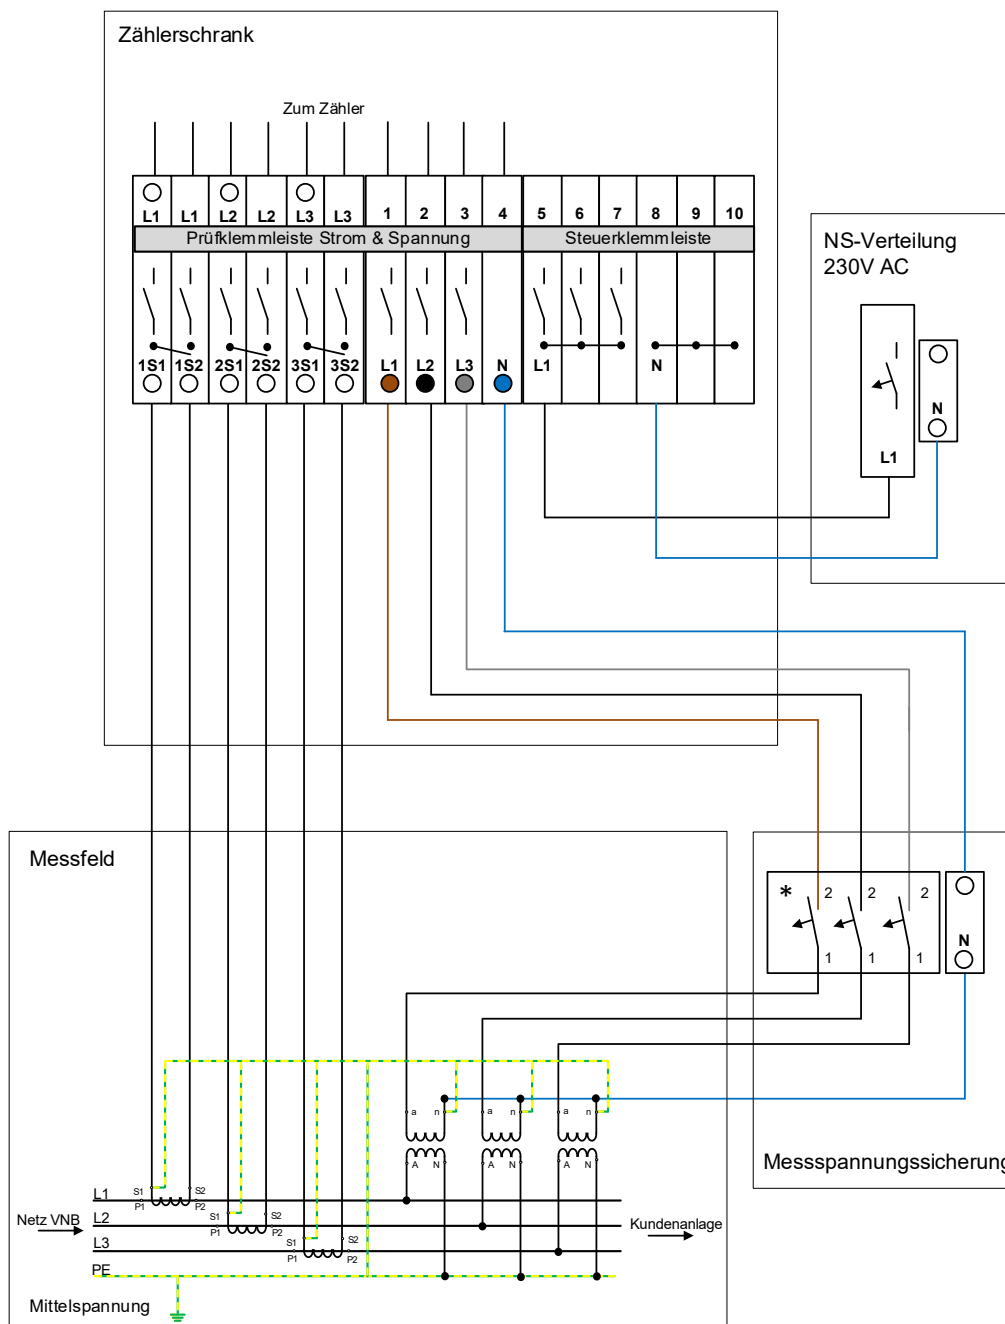 Zählerschrank
Zum Zähler
L1 L1 L2 L2 L3 L3 1 2 3 4 5 6 7 8 9 10
Prüfklemmleiste Strom & Spannung Steuerklemmleiste
1S1 1S2 2S1 2S2 3S1 3S2 L1 L2 L3 N L1 N
NS-Verteilung
230V AC
N
L1
Messfeld
* 2 2 2
N
1 1 1
a n a n a n
A N A N A N
Messspannungssicherung
S1 S2
L1
P1 P2
Netz VNB
L2
S1 S2
P1 P2
Kundenanlage
L3
S1 S2
P1 P2
PE
Mittelspannung